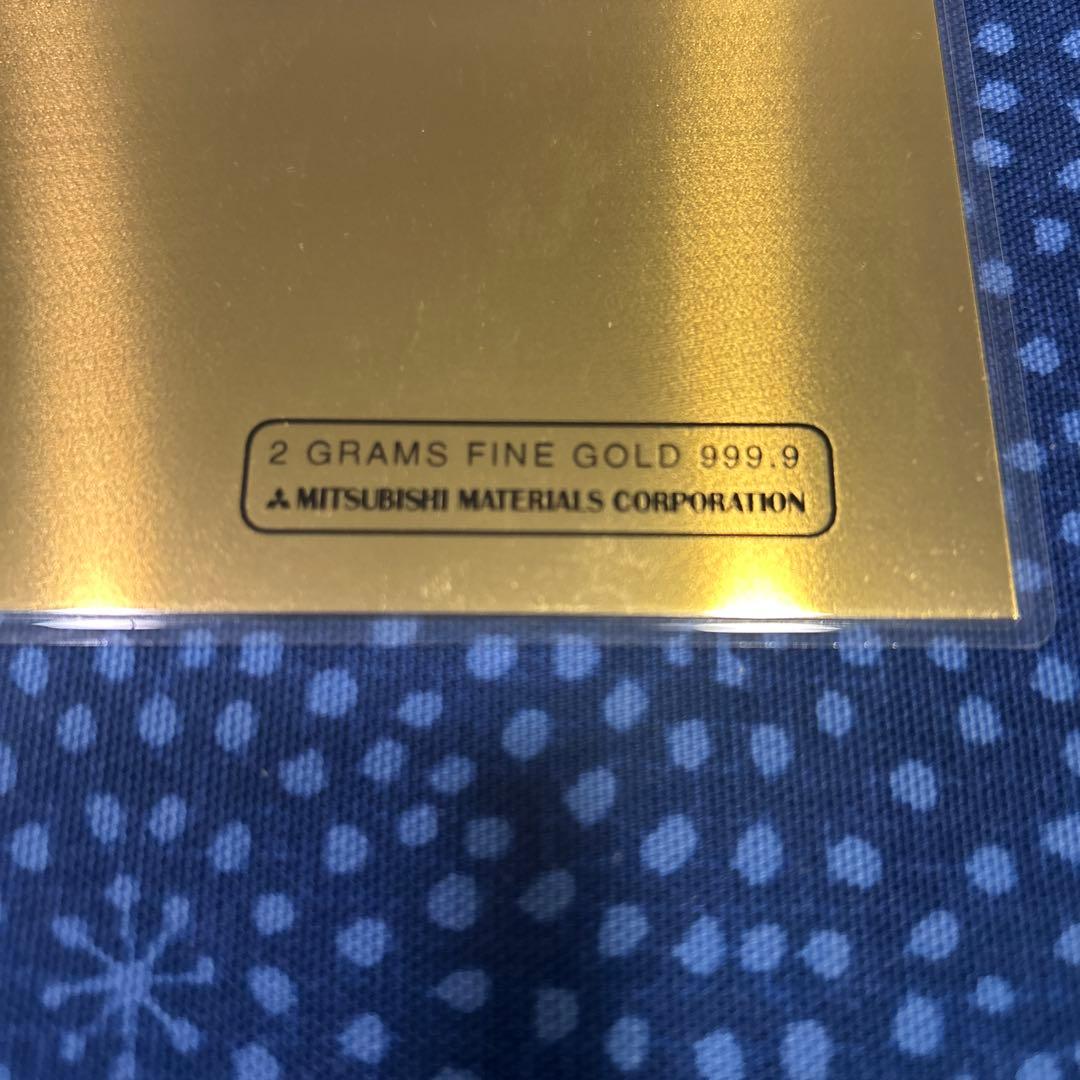 2 GRAMS FINE GOLD 999.9
MITSUBISHI MATERIALS CORPORATION